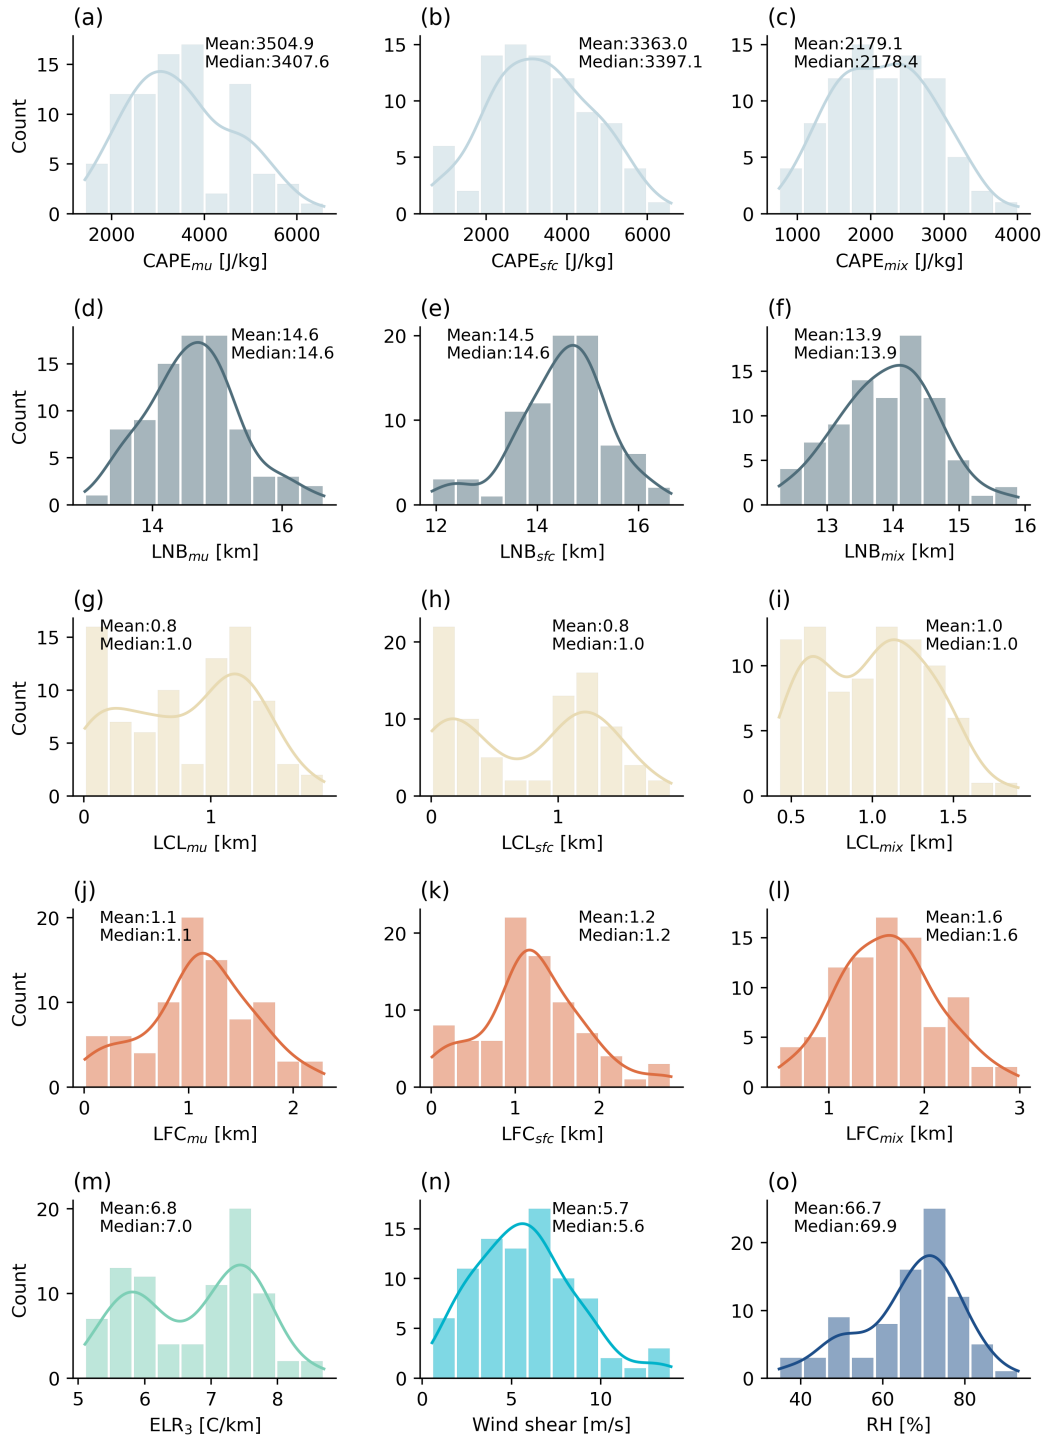 (a)
Mean:3504.9
Median:3407.6
15
10
5
0
Count
2000 4000 6000
CAPEmu [J/kg]
(b)
Mean:3363.0
Median:3397.1
15
10
5
0
2000 4000 6000
CAPEsfc [J/kg]
(c)
Mean:2179.1
Median:2178.4
15
10
5
0
1000 2000 3000 4000
CAPEmix [J/kg]
(d)
Mean:14.6
Median:14.6
15
10
5
0
Count
14 16
LNBmu [km]
(e)
Mean:14.5
Median:14.6
20
10
0
12 14 16
LNBsfc [km]
(f)
Mean:13.9
Median:13.9
15
10
5
0
13 14 15 16
LNBmix [km]
(g)
Mean:0.8
Median:1.0
15
10
5
0
Count
0 1
LCLmu [km]
(h)
Mean:0.8
Median:1.0
20
10
0
0 1
LCLsfc [km]
(i)
Mean:1.0
Median:1.0
10
5
0
0.5 1.0 1.5
LCLmix [km]
(j)
Mean:1.1
Median:1.1
20
10
0
Count
0 1 2
LFCmu [km]
(k)
Mean:1.2
Median:1.2
20
10
0
0 1 2
LFCsfc [km]
(l)
Mean:1.6
Median:1.6
15
10
5
0
1 2 3
LFCmix [km]
(m)
Mean:6.8
Median:7.0
20
10
0
Count
5 6 7 8
ELR3 [C/km]
(n)
Mean:5.7
Median:5.6
15
10
5
0
0 5 10
Wind shear [m/s]
(o)
Mean:66.7
Median:69.9
20
10
0
40 60 80
RH [%]